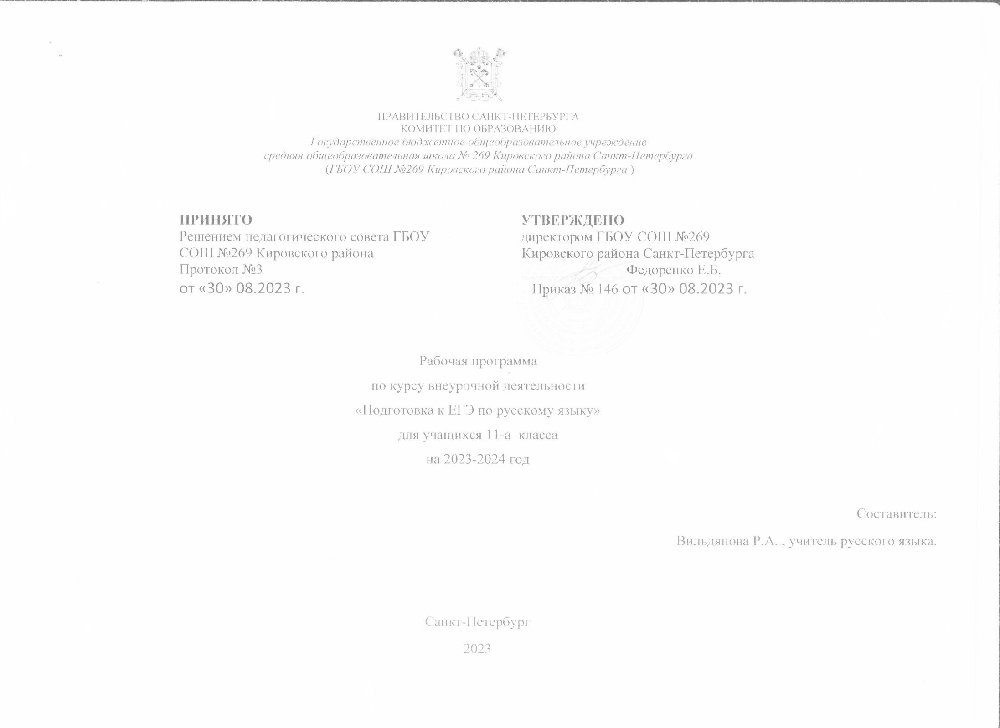 ПРАВИТЕЛЬСТВО САНКТ-ПЕТЕРБУРГА
КОМИТЕТ ПО ОБРАЗОВАНИЮ
Государственное бюджетное общеобразовательное учреждение
средняя общеобразовательная школа № 269 Кировского района Санкт-Петербурга
(ГБОУ СОШ №269 Кировского района Санкт-Петербурга )
ПРИНЯТО
Решением педагогического совета ГБОУ
СОШ №269 Кировского района
Протокол №3
от «30» 08.2023 г.
УТВЕРЖДЕНО
директором ГБОУ СОШ №269
Кировского района Санкт-Петербурга
_______________ Федоренко Е.Б.
Приказ № 146 от «30» 08.2023 г.
Рабочая программа
по курсу внеурочной деятельности
«Подготовка к ЕГЭ по русскому языку»
для учащихся 11-а класса
на 2023-2024 год
Составитель:
Вильдянова Р.А. , учитель русского языка.
Санкт-Петербург
2023